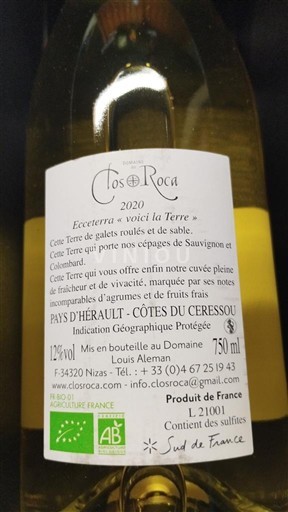 DOMAINE
DU
Clos Roca
2020
Ecceterra « voici la Terre »
Cette Terre de galets roulés et de sable.
Cette Terre qui porte nos cépages de Sauvignon et
Colombard.
Cette Terre qui vous offre enfin notre cuvée pleine
de fraîcheur et de vivacité, marquée par ses notes
incomparables d'agrumes et de fruits frais
VINIOU
PAYS D'HÉRAULT - CÔTES DU CERESSOU
Indication Géographique Protégée
12%vol Mis en bouteille au Domaine 750 ml
Louis Aleman
F-34320 Nizas - Tél. : + 33 (0)4 67 25 19 43
www.closroca.com - info.closroca@gmail.com
FR BIO 01
AGRICULTURE FRANCE
Produit de France
L 21001
Contient des sulfites
CERTIFIÉ
AB
AGRICULTURE
BIOLOGIQUE
Sud de France